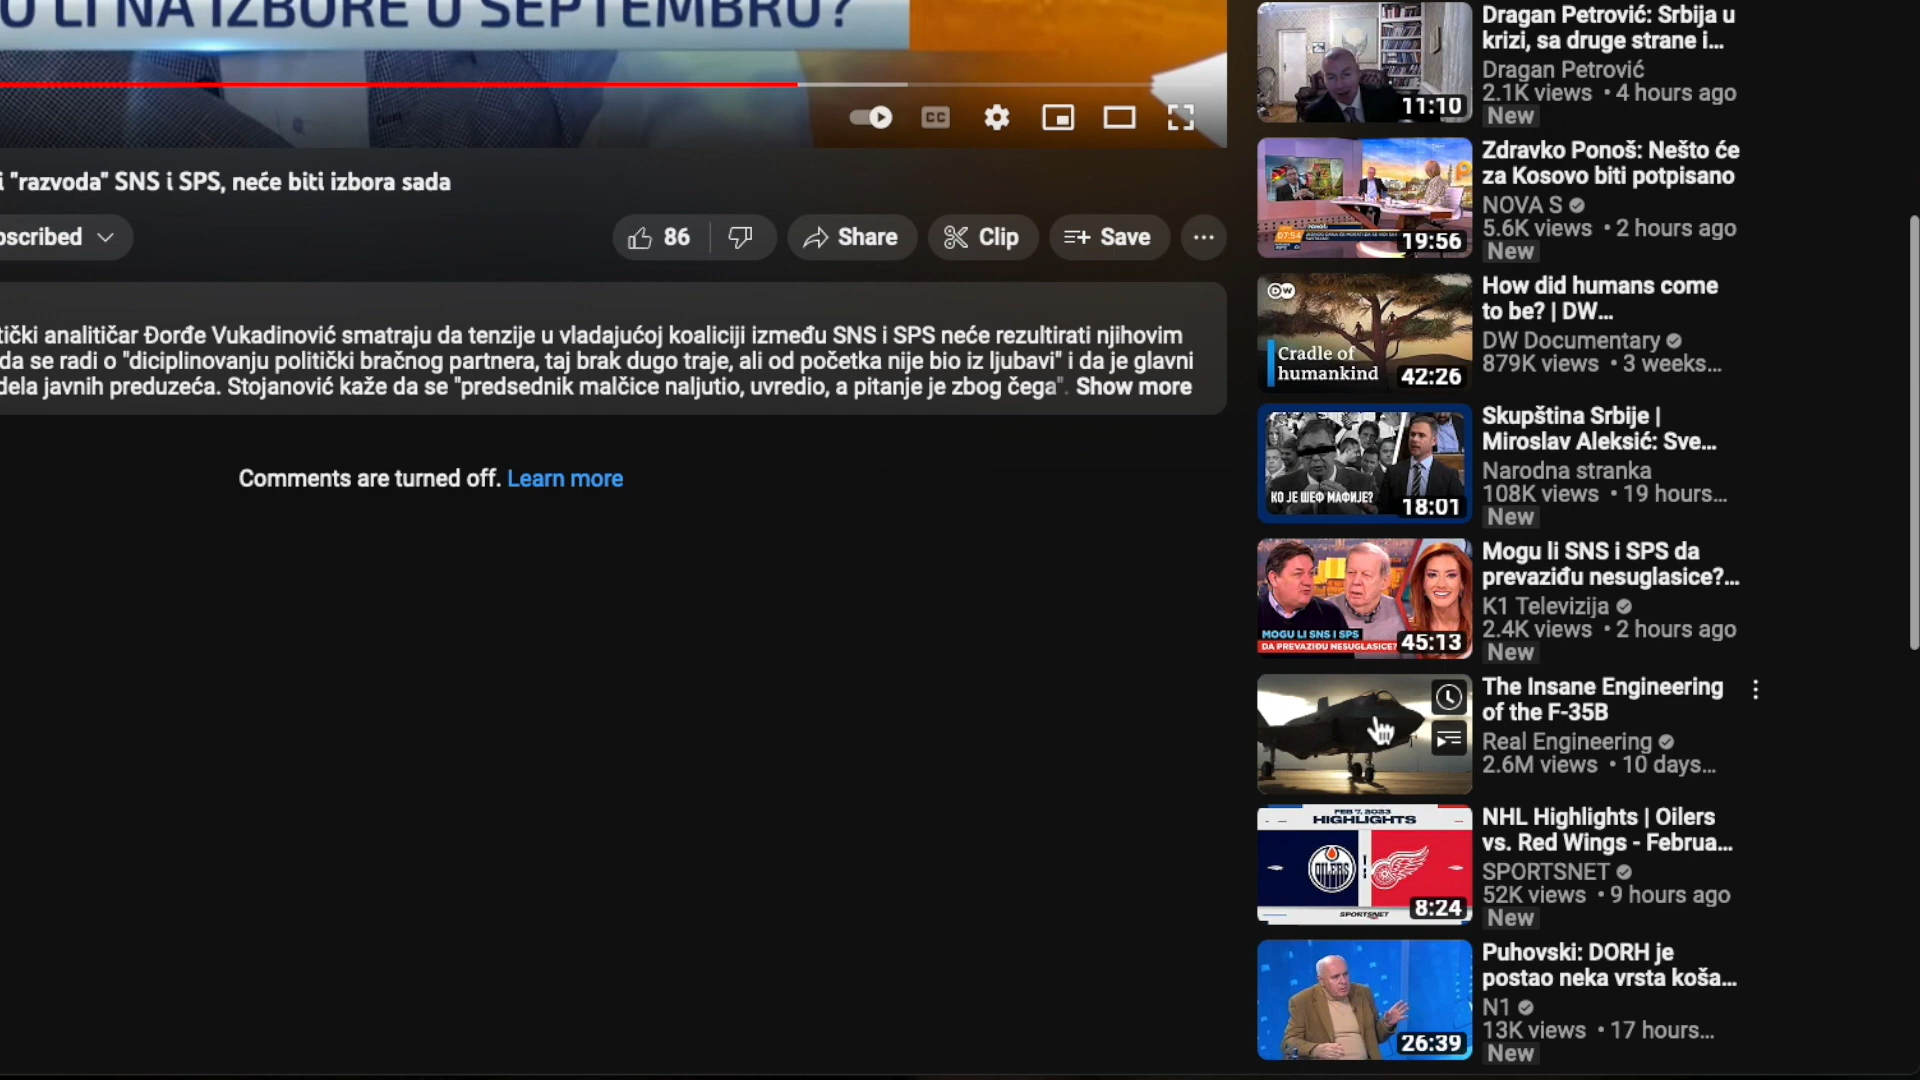 U LI NA IZBORE U SEPTEMBRU?
CC
i "razvoda" SNS i SPS, neće biti izbora sada
scribed
86
Share
Clip
Save
tički analitičar Đorđe Vukadinović smatraju da tenzije u vladajućoj koaliciji između SNS i SPS neće rezultirati njihovim
da se radi o "diciplinovanju politički bračnog partnera, taj brak dugo traje, ali od početka nije bio iz ljubavi" i da je glavni
dela javnih preduzeća. Stojanović kaže da se "predsednik malčice naljutio, uvredio, a pitanje je zbog čega". Show more
Comments are turned off. Learn more
11:10
Dragan Petrović: Srbija u
krizi, sa druge strane i...
Dragan Petrović
2.1K views • 4 hours ago
New
07:54
19:56
Zdravko Ponoš: Nešto će
za Kosovo biti potpisano
NOVA S
5.6K views • 2 hours ago
New
DW
Cradle of
humankind
42:26
How did humans come
to be? | DW...
DW Documentary
879K views • 3 weeks...
КО ЈЕ ШЕФ МАФИЈЕ?
18:01
Skupština Srbije |
Miroslav Aleksić: Sve...
Narodna stranka
108K views • 19 hours...
New
MOGU LI SNS I SPS
DA PREVAZIĐU NESUGLASICE?
45:13
Mogu li SNS i SPS da
prevaziđu nesuglasice?...
K1 Televizija
2.4K views • 2 hours ago
New
The Insane Engineering
of the F-35B
Real Engineering
2.6M views • 10 days...
FEB 7, 2023
HIGHLIGHTS
OILERS
SPORTSNET
8:24
NHL Highlights | Oilers
vs. Red Wings - Februa...
SPORTSNET
52K views • 9 hours ago
New
26:39
Puhovski: DORH je
postao neka vrsta koša...
N1
13K views • 17 hours...
New